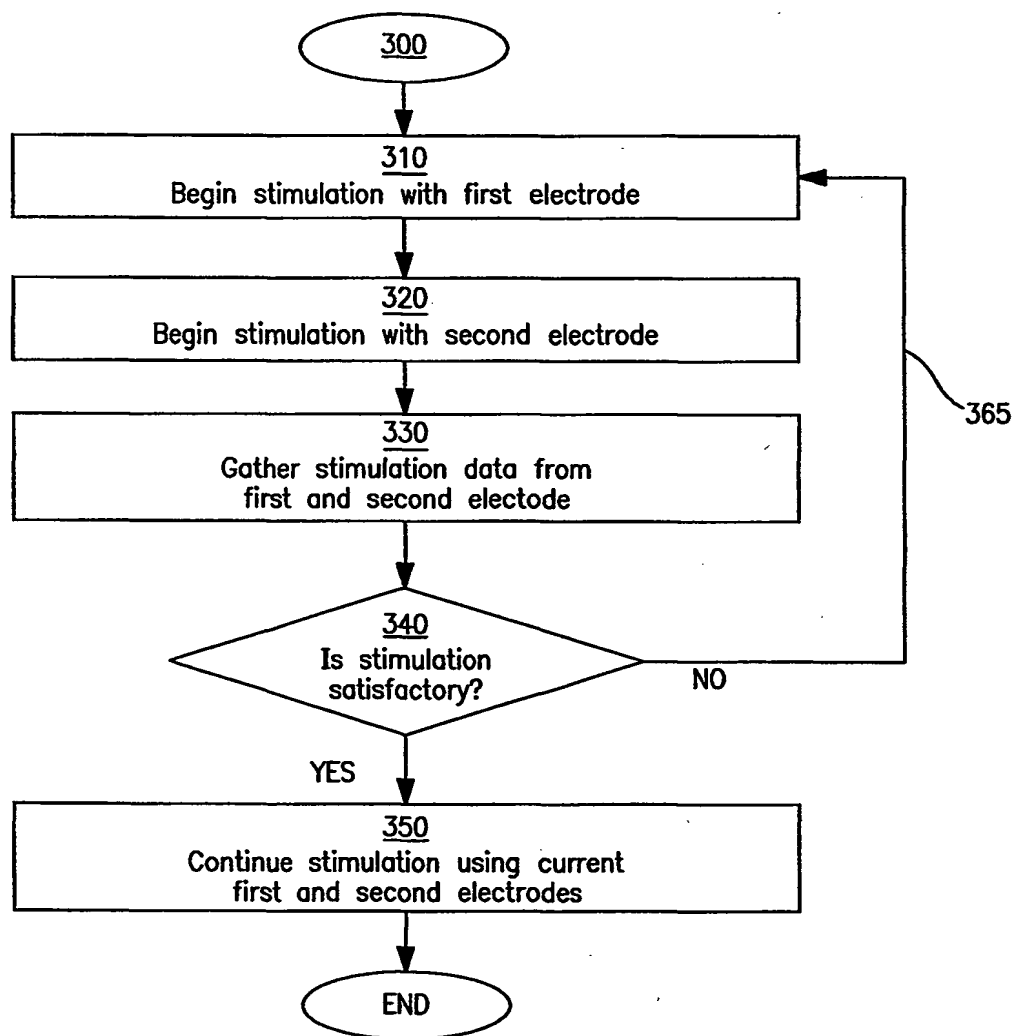 300
310
Begin stimulation with first electrode
320
Begin stimulation with second electrode
330
Gather stimulation data from
first and second electode
365
340
Is stimulation
satisfactory?
NO
YES
350
Continue stimulation using current
first and second electrodes
END